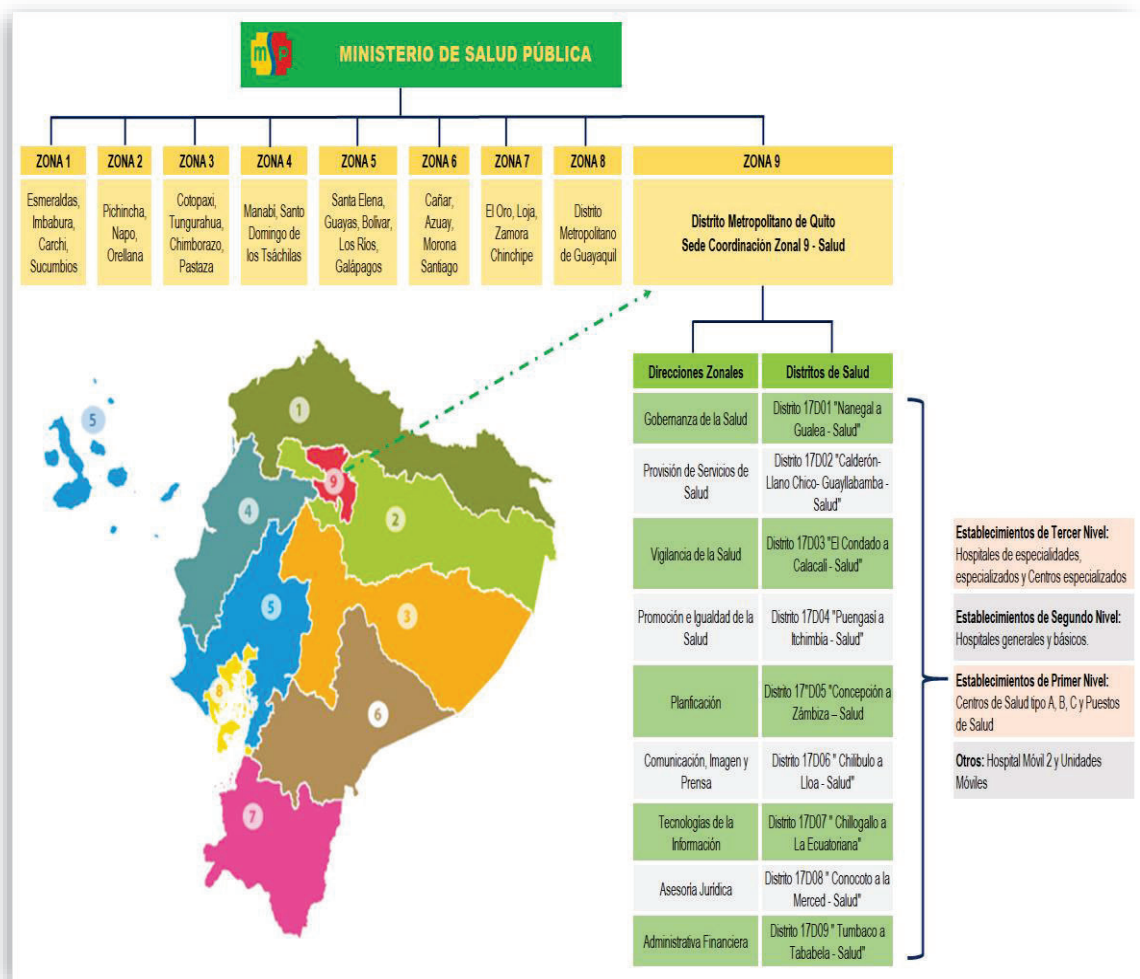 msp
MINISTERIO DE SALUD PÚBLICA
ZONA 1
Esmeraldas,
Imbabura,
Carchi,
Sucumbios
ZONA 2
Pichincha,
Napo,
Orellana
ZONA 3
Cotopaxi,
Tungurahua,
Chimborazo,
Pastaza
ZONA 4
Manabí, Santo
Domingo de
los Tsáchilas
ZONA 5
Santa Elena,
Guayas, Bolivar,
Los Ríos,
Galápagos
ZONA 6
Cañar,
Azuay,
Morona
Santiago
ZONA 7
El Oro, Loja,
Zamora
Chinchipe
ZONA 8
Distrito
Metropolitano
de Guayaquil
ZONA 9
Distrito Metropolitano de Quito
Sede Coordinación Zonal 9 - Salud
1
5
9
4
2
5
3
8
6
7
Direcciones Zonales
Distritos de Salud
Gobernanza de la Salud
Distrito 17D01 "Nanegal a
Gualea - Salud"
Provisión de Servicios de
Salud
Distrito 17D02 "Calderón-
Llano Chico- Guayllabamba -
Salud"
Vigilancia de la Salud
Distrito 17D03 "El Condado a
Calacali - Salud"
Promoción e Igualdad de la
Salud
Distrito 17D04 "Puengasí a
Itchimbia - Salud"
Planficación
Distrito 17"D05 "Concepción a
Zámbiza – Salud
Comunicación, Imagen y
Prensa
Distrito 17D06 " Chilibulo a
Lloa - Salud"
Tecnologías de la
Información
Distrito 17D07 " Chillogallo a
La Ecuatoriana"
Asesoria Jurídica
Distrito 17D08 " Conocoto a la
Merced - Salud"
Administrativa Financiera
Distrito 17D09 " Tumbaco a
Tababela - Salud"
Establecimientos de Tercer Nivel:
Hospitales de especialidades,
especializados y Centros especializados
Establecimientos de Segundo Nivel:
Hospitales generales y básicos.
Establecimientos de Primer Nivel:
Centros de Salud tipo A, B, C y Puestos
de Salud
Otros: Hospital Móvil 2 y Unidades
Móviles